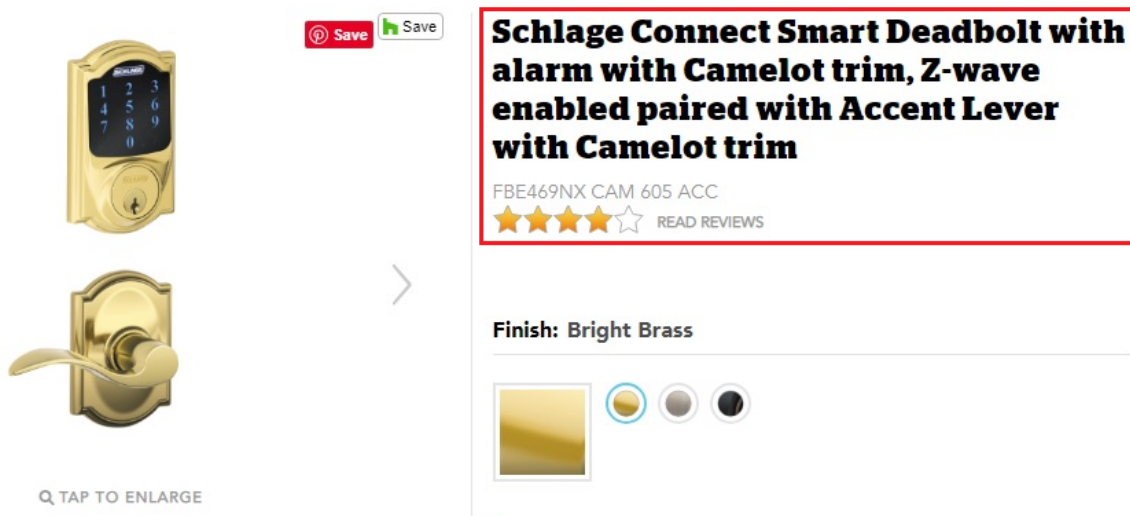 Save
Save
Schlage Connect Smart Deadbolt with
alarm with Camelot trim, Z-wave
enabled paired with Accent Lever
with Camelot trim
FBE469NX CAM 605 ACC
READ REVIEWS
SCHLAGE
1 2 3
4 5 6
7 8 9
0
Finish: Bright Brass
TAP TO ENLARGE